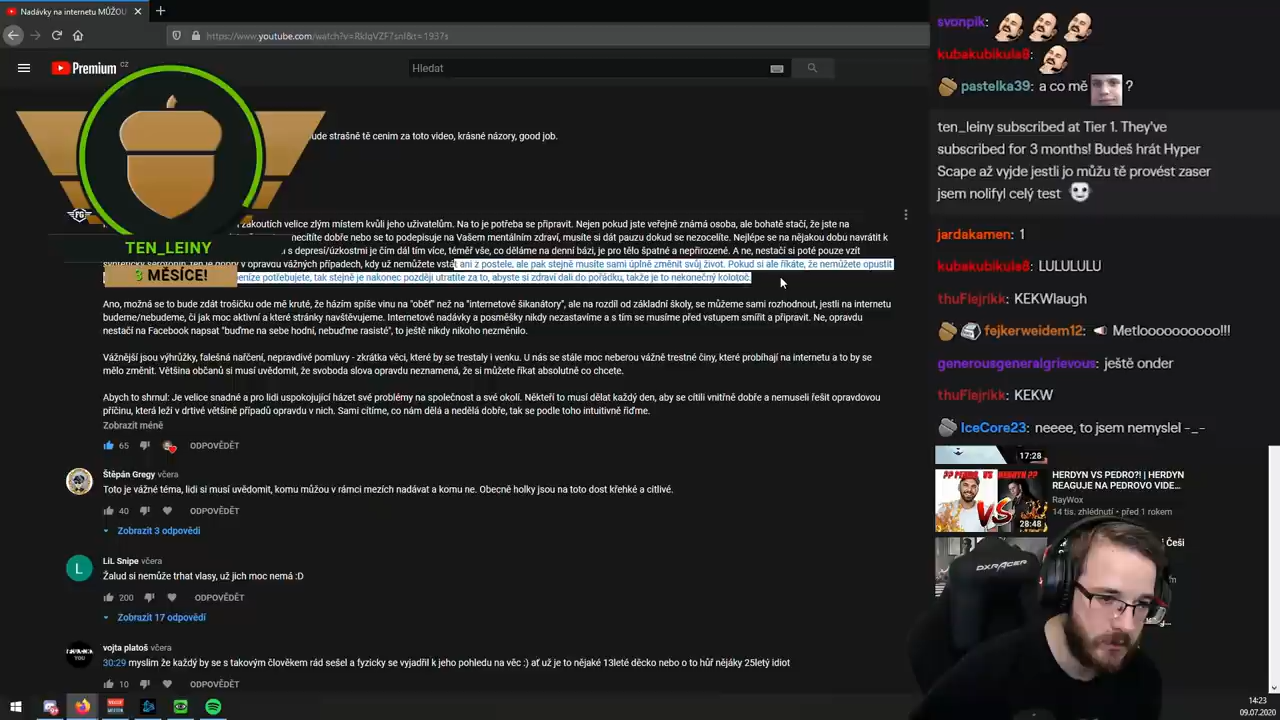 Nadávky na internetu MŮŽOU
https://www.youtube.com/watch?v=RklqVZF7snI&t=1937s
Premium CZ
Hledat
ude strašně tě cenim za toto video, krásné názory, good job.
FG
zákoutích velice zlým místem kvůli jeho uživatelům. Na to je potřeba se připravit. Nejen pokud jste veřejně známá osoba, ale bohatě stačí, že jste na
necítíte dobře nebo se to podepisuje na Vašem mentálním zdraví, musíte si dát pauzu dokud se nezocelíte. Nejlépe se na nějakou dobu navrátit k
s depresí/úzkostmi je čím dál tím více, téměř vše, co děláme na denní bázi, je pro tělo špatné a nepřirozené. A ne, nestačí si poté pouze vzít
v opravdu vážných případech, kdy už nemůžete vstát ani z postele, ale pak stejně musíte sami úplně změnit svůj život. Pokud si ale říkáte, že nemůžete opustit
peníze potřebujete, tak stejně je nakonec později utratíte za to, abyste si zdraví dali do pořádku, takže je to nekonečný kolotoč.
TEN_LEINY
3 MĚSÍCE!
Ano, možná se to bude zdát trošičku ode mě kruté, že házím spíše vinu na "oběť" než na "internetové šikanátory", ale na rozdíl od základní školy, se můžeme sami rozhodnout, jestli na internetu
budeme/nebudeme, či jak moc aktivní a které stránky navštěvujeme. Internetové nadávky a posměšky nikdy nezastavíme a s tím se musíme před vstupem smířit a připravit. Ne, opravdu
nestačí na Facebook napsat "buďme na sebe hodní, nebuďme rasisté", to ještě nikdy nikoho nezměnilo.
Vážnější jsou výhrůžky, falešná nařčení, nepravdivé pomluvy - zkrátka věci, které by se trestaly i venku. U nás se stále moc neberou vážně trestné činy, které probíhají na internetu a to by se
mělo změnit. Většina občanů si musí uvědomit, že svoboda slova opravdu neznamená, že si můžete říkat absolutně co chcete.
Abych to shrnul: Je velice snadné a pro lidi uspokojující házet své problémy na společnost a své okolí. Někteří to musí dělat každý den, aby se cítili vnitřně dobře a nemuseli řešit opravdovou
příčinu, která leží v drtivé většině případů opravdu v nich. Sami cítíme, co nám dělá a nedělá dobře, tak se podle toho intuitivně řiďme.
Zobrazit méně
65 ODPOVĚDĚT
Štěpán Gregy včera
Toto je vážné téma, lidi si musí uvědomit, komu můžou v rámci mezích nadávat a komu ne. Obecné holky jsou na toto dost křehké a citlivé.
40 ODPOVĚDĚT
Zobrazit 3 odpovědi
L
LiL Snipe včera
Žalud si nemůže trhat vlasy, už jich moc nemá :D
200 ODPOVĚDĚT
Zobrazit 17 odpovědí
vojta platoš včera
30:29 myslim že každý by se s takovým člověkem rád sešel a fyzicky se vyjadřil k jeho pohledu na věc :) ať už je to nějaké 13leté děcko nebo o to hůř nějáky 25letý idiot
10 ODPOVĚDĚT
svonpik:
kubakubikula8:
pastelka39: a co mě ?
ten_leiny subscribed at Tier 1. They've
subscribed for 3 months! Budeš hrát Hyper
Scape až vyjde jestli jo můžu tě provést zaser
jsem nolifyl celý test
jardakamen: 1
kubakubikula8: LULULULU
thuFlejrikk: KEKWlaugh
fejkerweidem12: Metloooooooooo!!!
generousgeneralgrievous: ještě onder
thuFlejrikk: KEKW
IceCore23: neeee, to jsem nemyslel -_-
17:28
HERDYN VS PEDRO?! | HERDYN
REAGUJE NA PEDROVO VIDE...
RayWox
14 tis. zhlédnutí • před 1 rokem
VS
28:48
Češi
DXRACER
14:23
09.07.2020